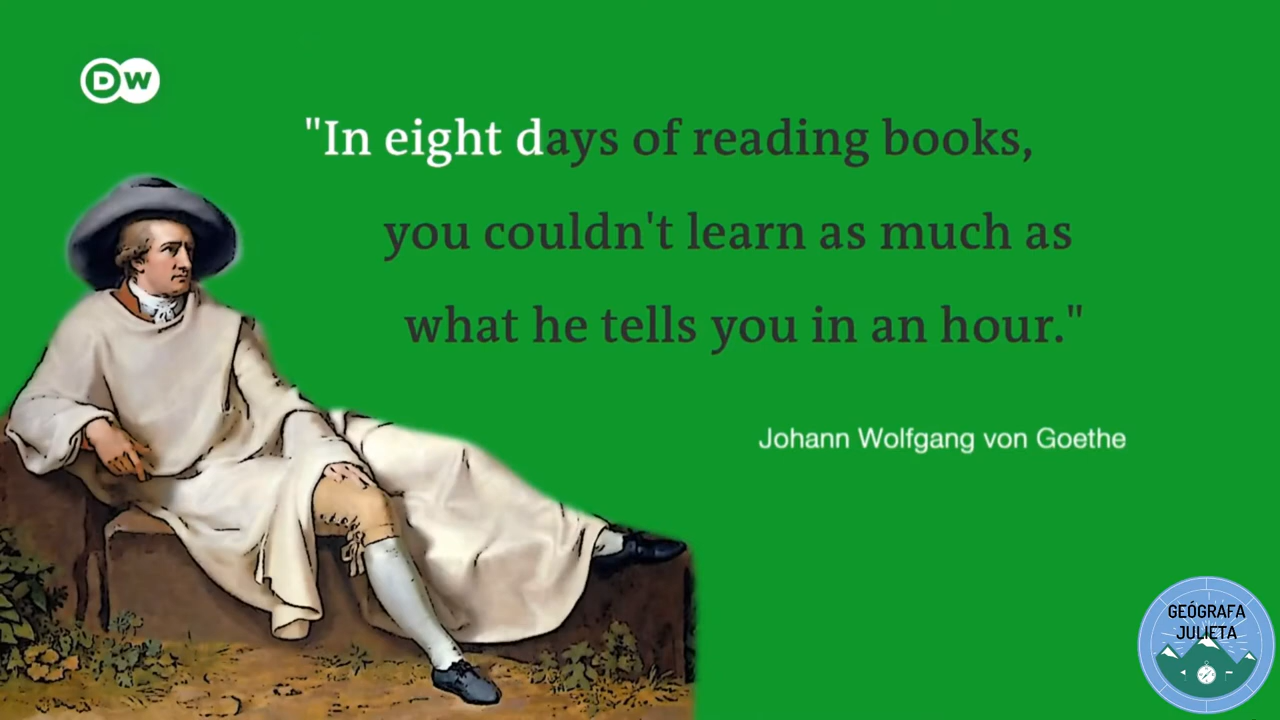 DW
"In eight days of reading books,
you couldn't learn as much as
what he tells you in an hour."
Johann Wolfgang von Goethe
GEÓGRAFA
JULIETA